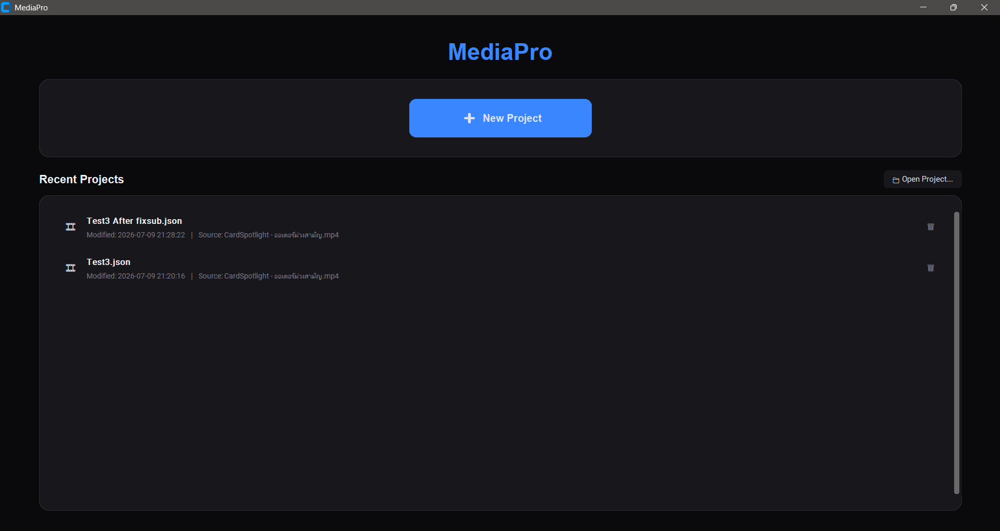 MediaPro
MediaPro
New Project
Recent Projects
Open Project...
Test3 After fixsub.json
Modified: 2026-07-09 21:28:22 | Source: CardSpotlight - ออเดอร์ม่วงสามัญ.mp4
Test3.json
Modified: 2026-07-09 21:20:16 | Source: CardSpotlight - ออเดอร์ม่วงสามัญ.mp4